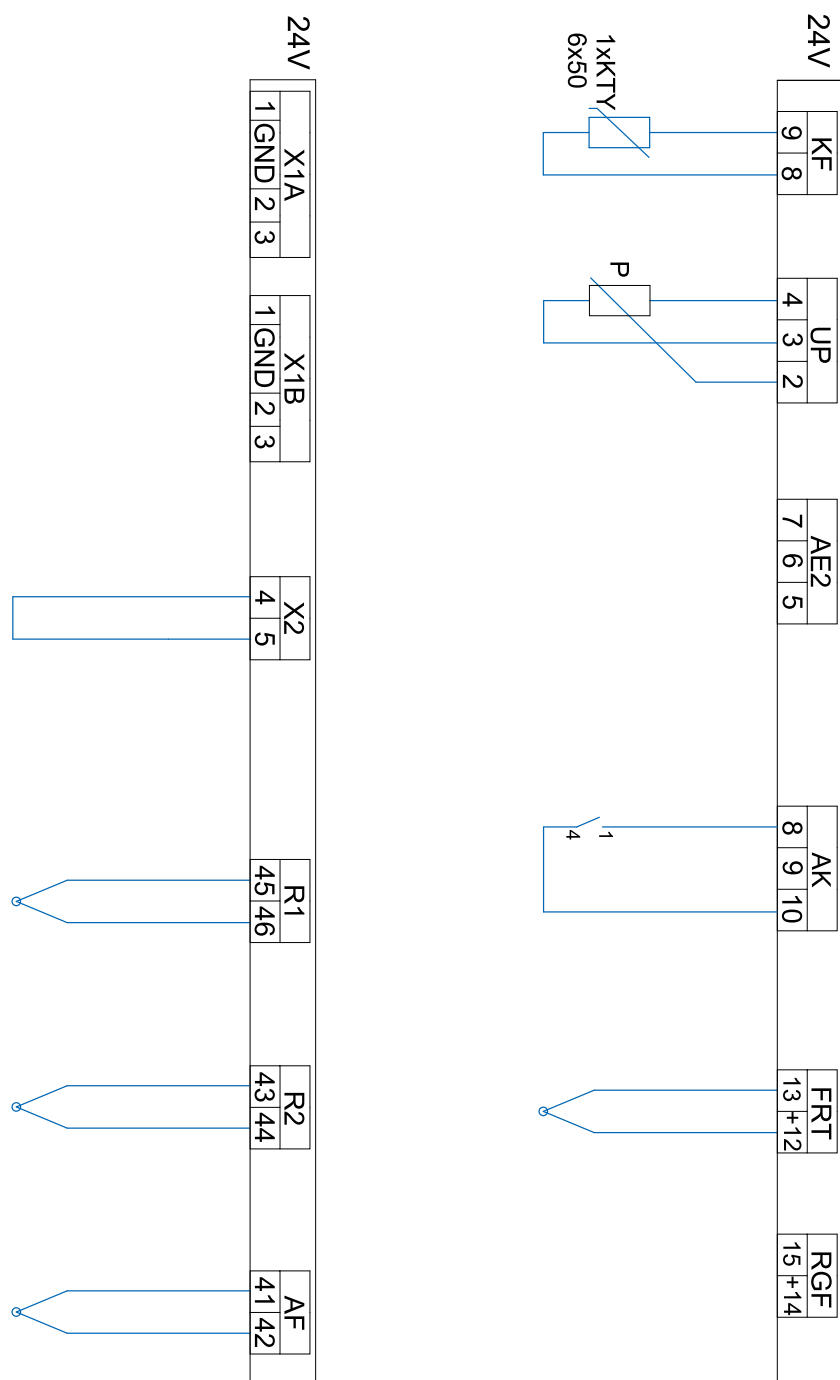 24V
KF UP AE2 AK FRT RGF
9 8 4 3 2 7 6 5 8 9 10 13 +12 15 +14
1xKTY
6x50
P
1
4
24V
X1A X1B X2 R1 R2 AF
1 GND 2 3 1 GND 2 3 4 5 45 46 43 44 41 42